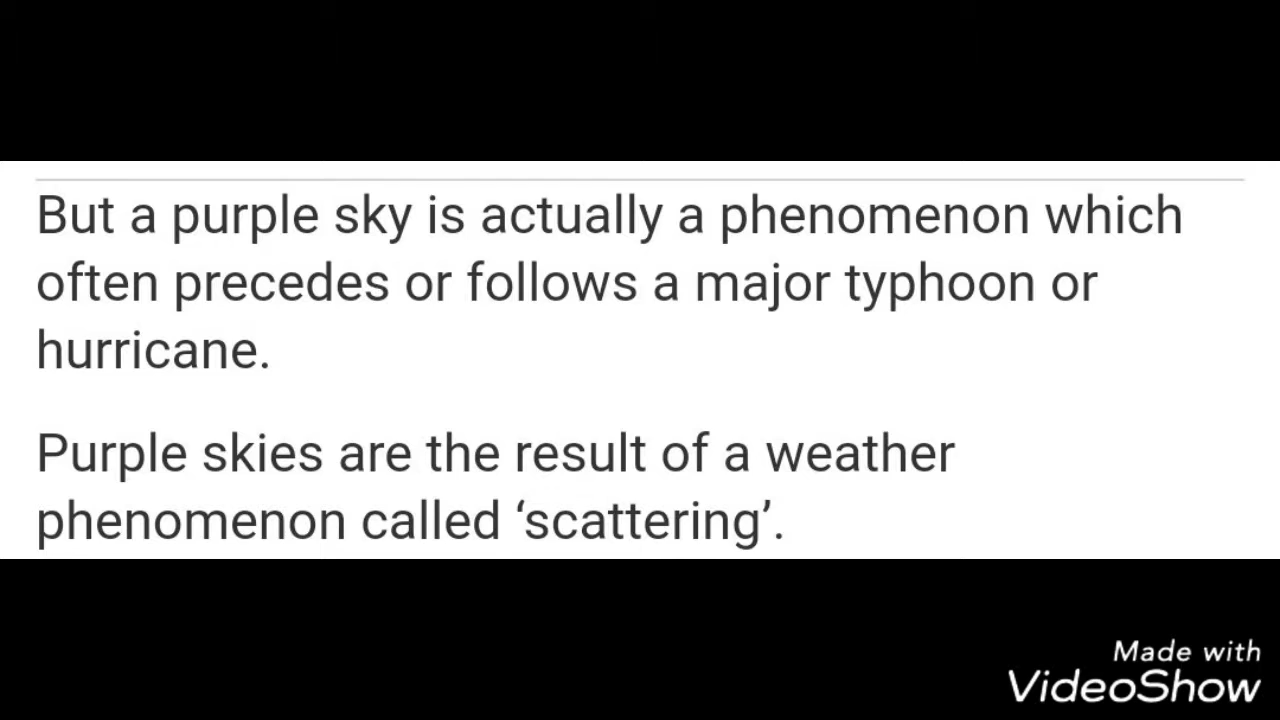 But a purple sky is actually a phenomenon which
often precedes or follows a major typhoon or
hurricane.
Purple skies are the result of a weather
phenomenon called ‘scattering’.
Made with
VideoShow